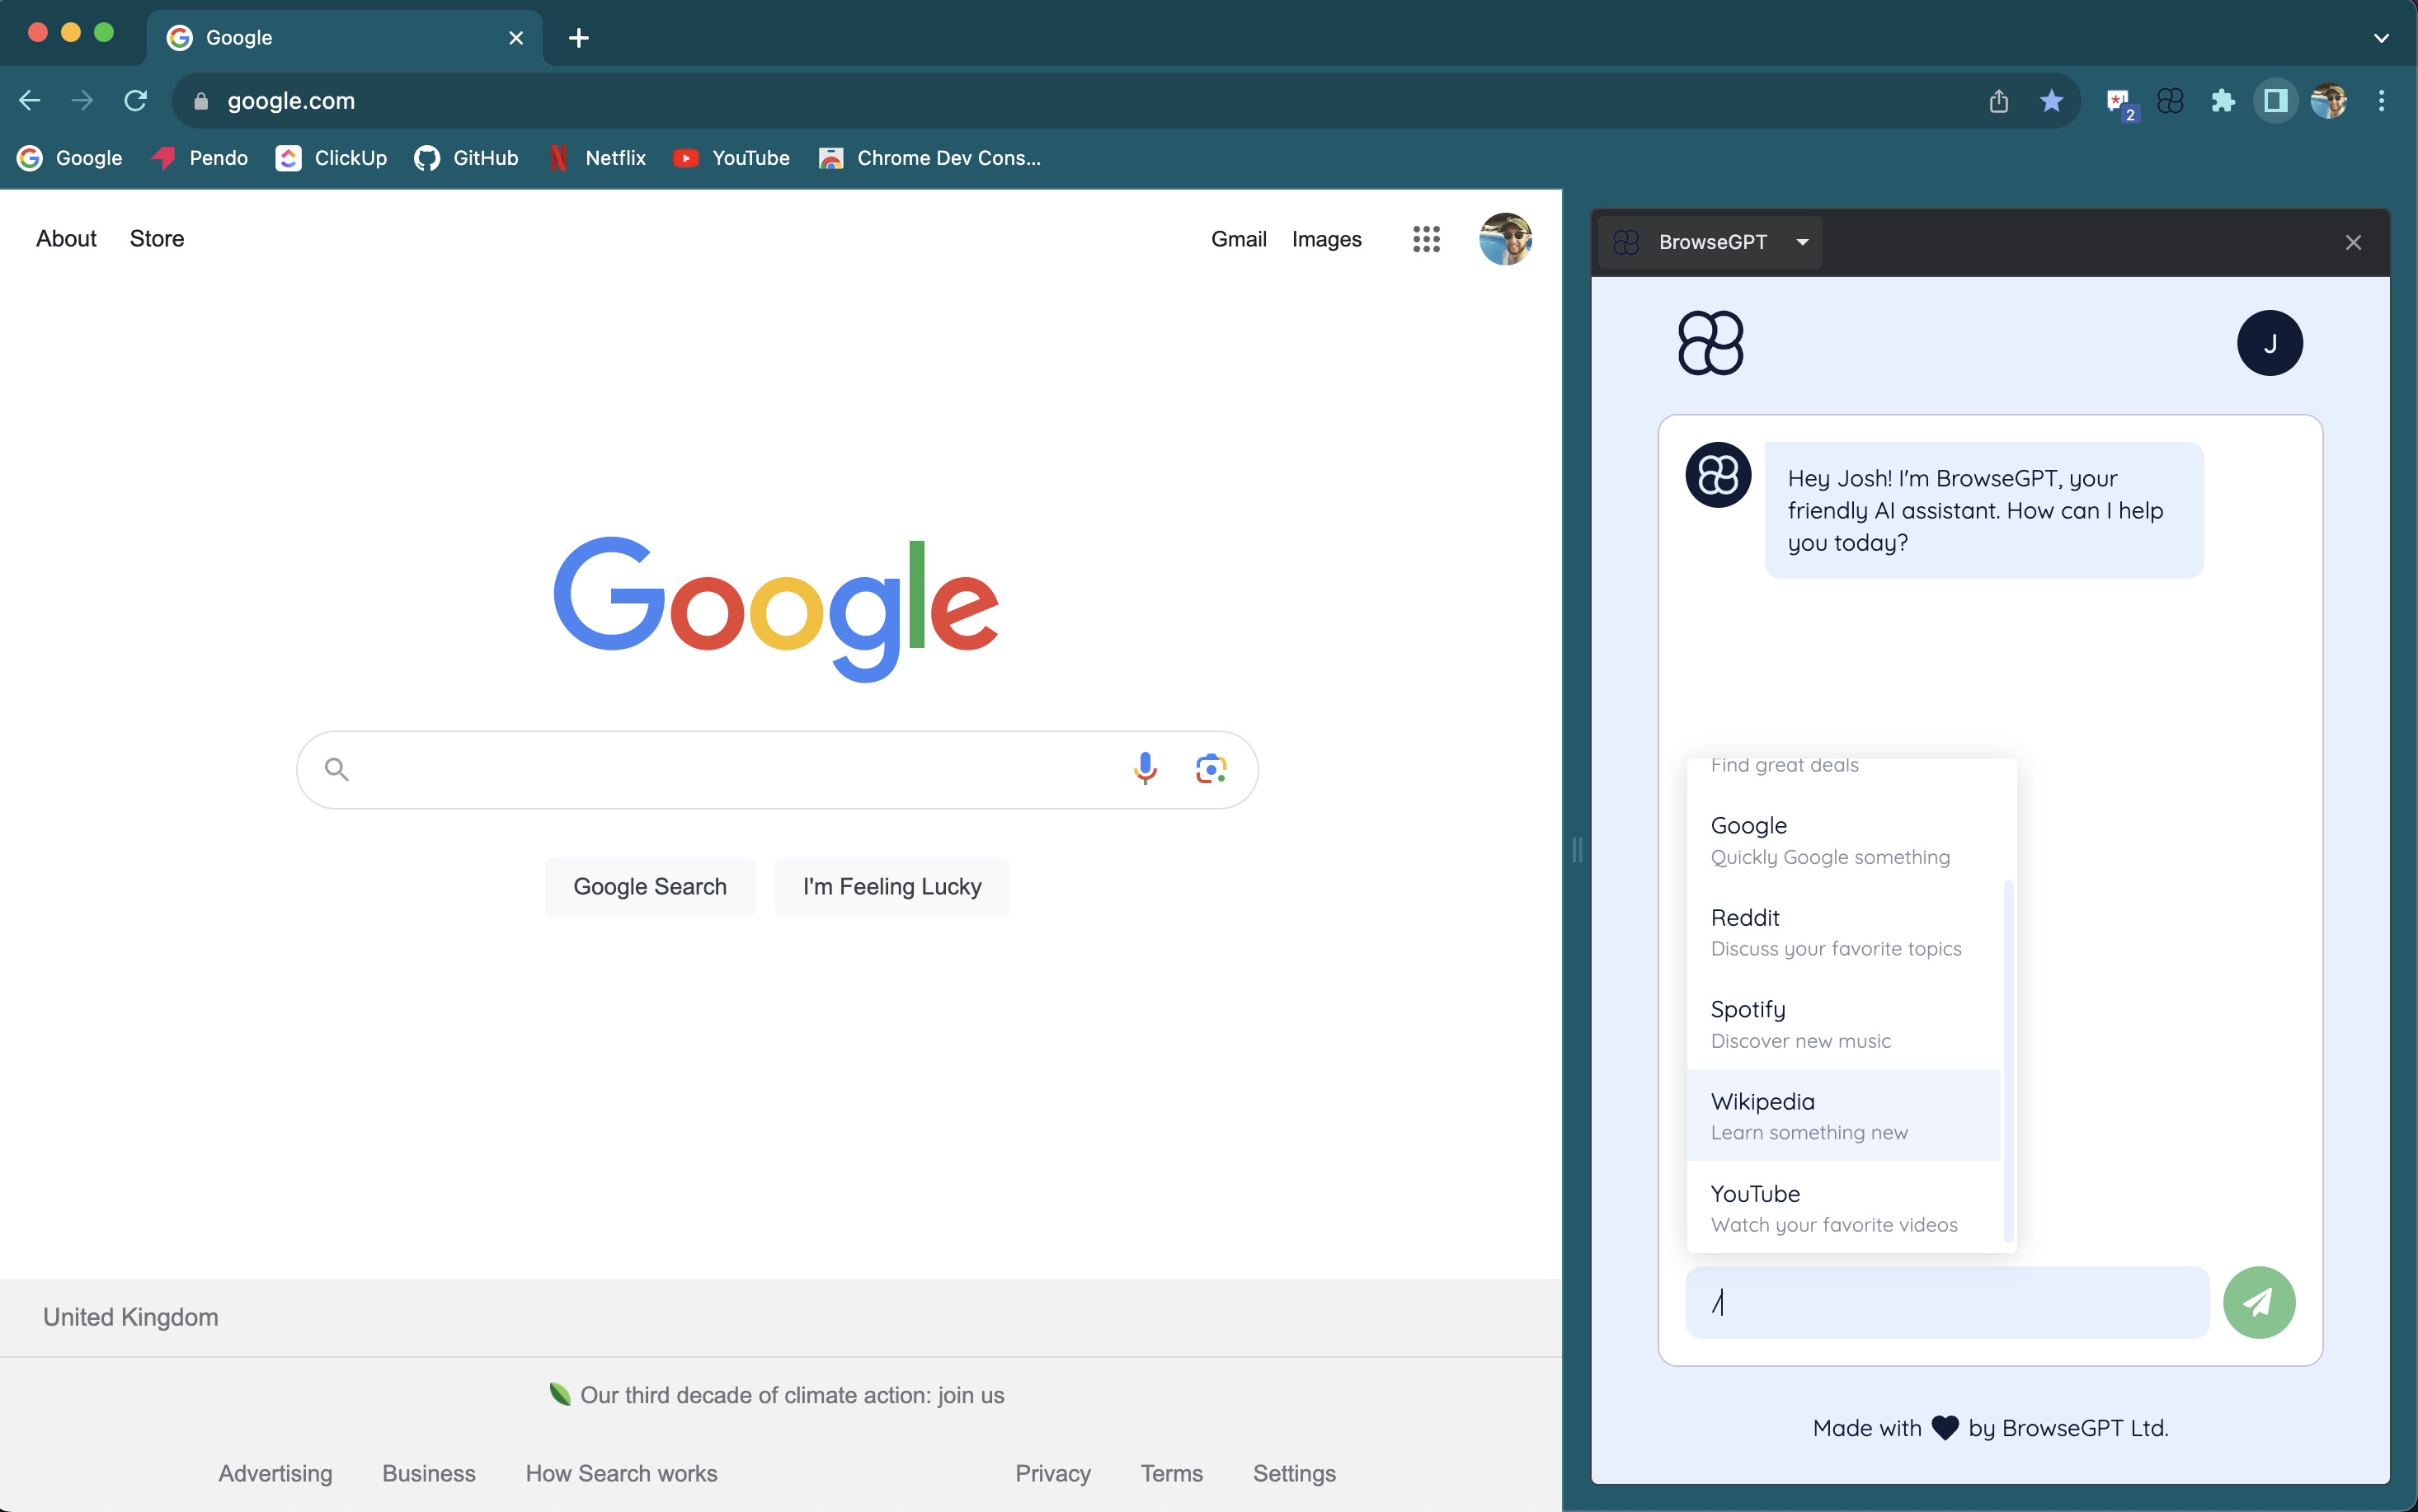 Google
google.com
2
Google Pendo ClickUp GitHub Netflix YouTube Chrome Dev Cons...
About Store Gmail Images
Google
Google Search I'm Feeling Lucky
United Kingdom
Our third decade of climate action: join us
Advertising Business How Search works Privacy Terms Settings
BrowseGPT
J
Hey Josh! I'm BrowseGPT, your
friendly AI assistant. How can I help
you today?
Find great deals
Google
Quickly Google something
Reddit
Discuss your favorite topics
Spotify
Discover new music
Wikipedia
Learn something new
YouTube
Watch your favorite videos
/
Made with by BrowseGPT Ltd.